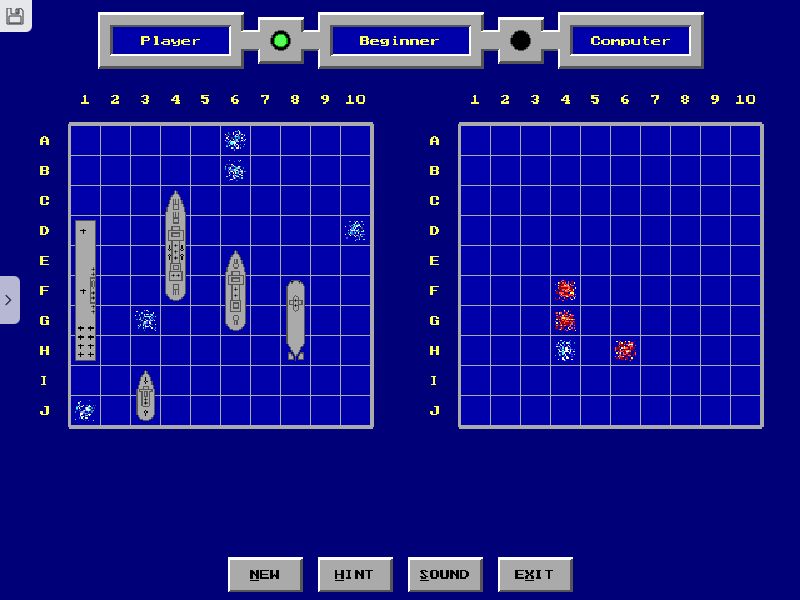 Player Beginner Computer
1 2 3 4 5 6 7 8 9 10 1 2 3 4 5 6 7 8 9 10
A A
B B
C C
D D
E E
F F
G G
H H
I I
J J
NEW HINT SOUND EXIT